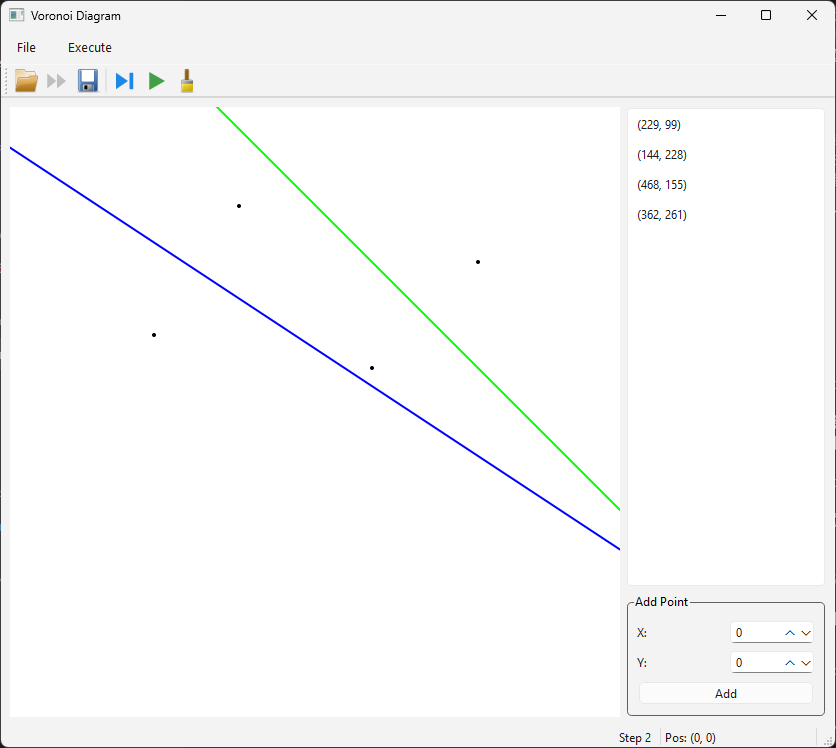 Voronoi Diagram
File Execute
(229, 99)
(144, 228)
(468, 155)
(362, 261)
Add Point
X: 0
Y: 0
Add
Step 2 Pos: (0, 0)